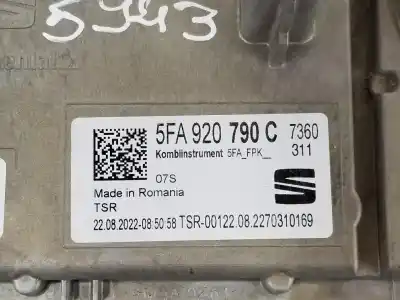 5943
5FA 920 790 C 7360
Kombiinstrument 5FA_FPK__ 311
07S
Made in Romania
TSR
22.08.2022-08:50:58 TSR-00122.08.2270310169